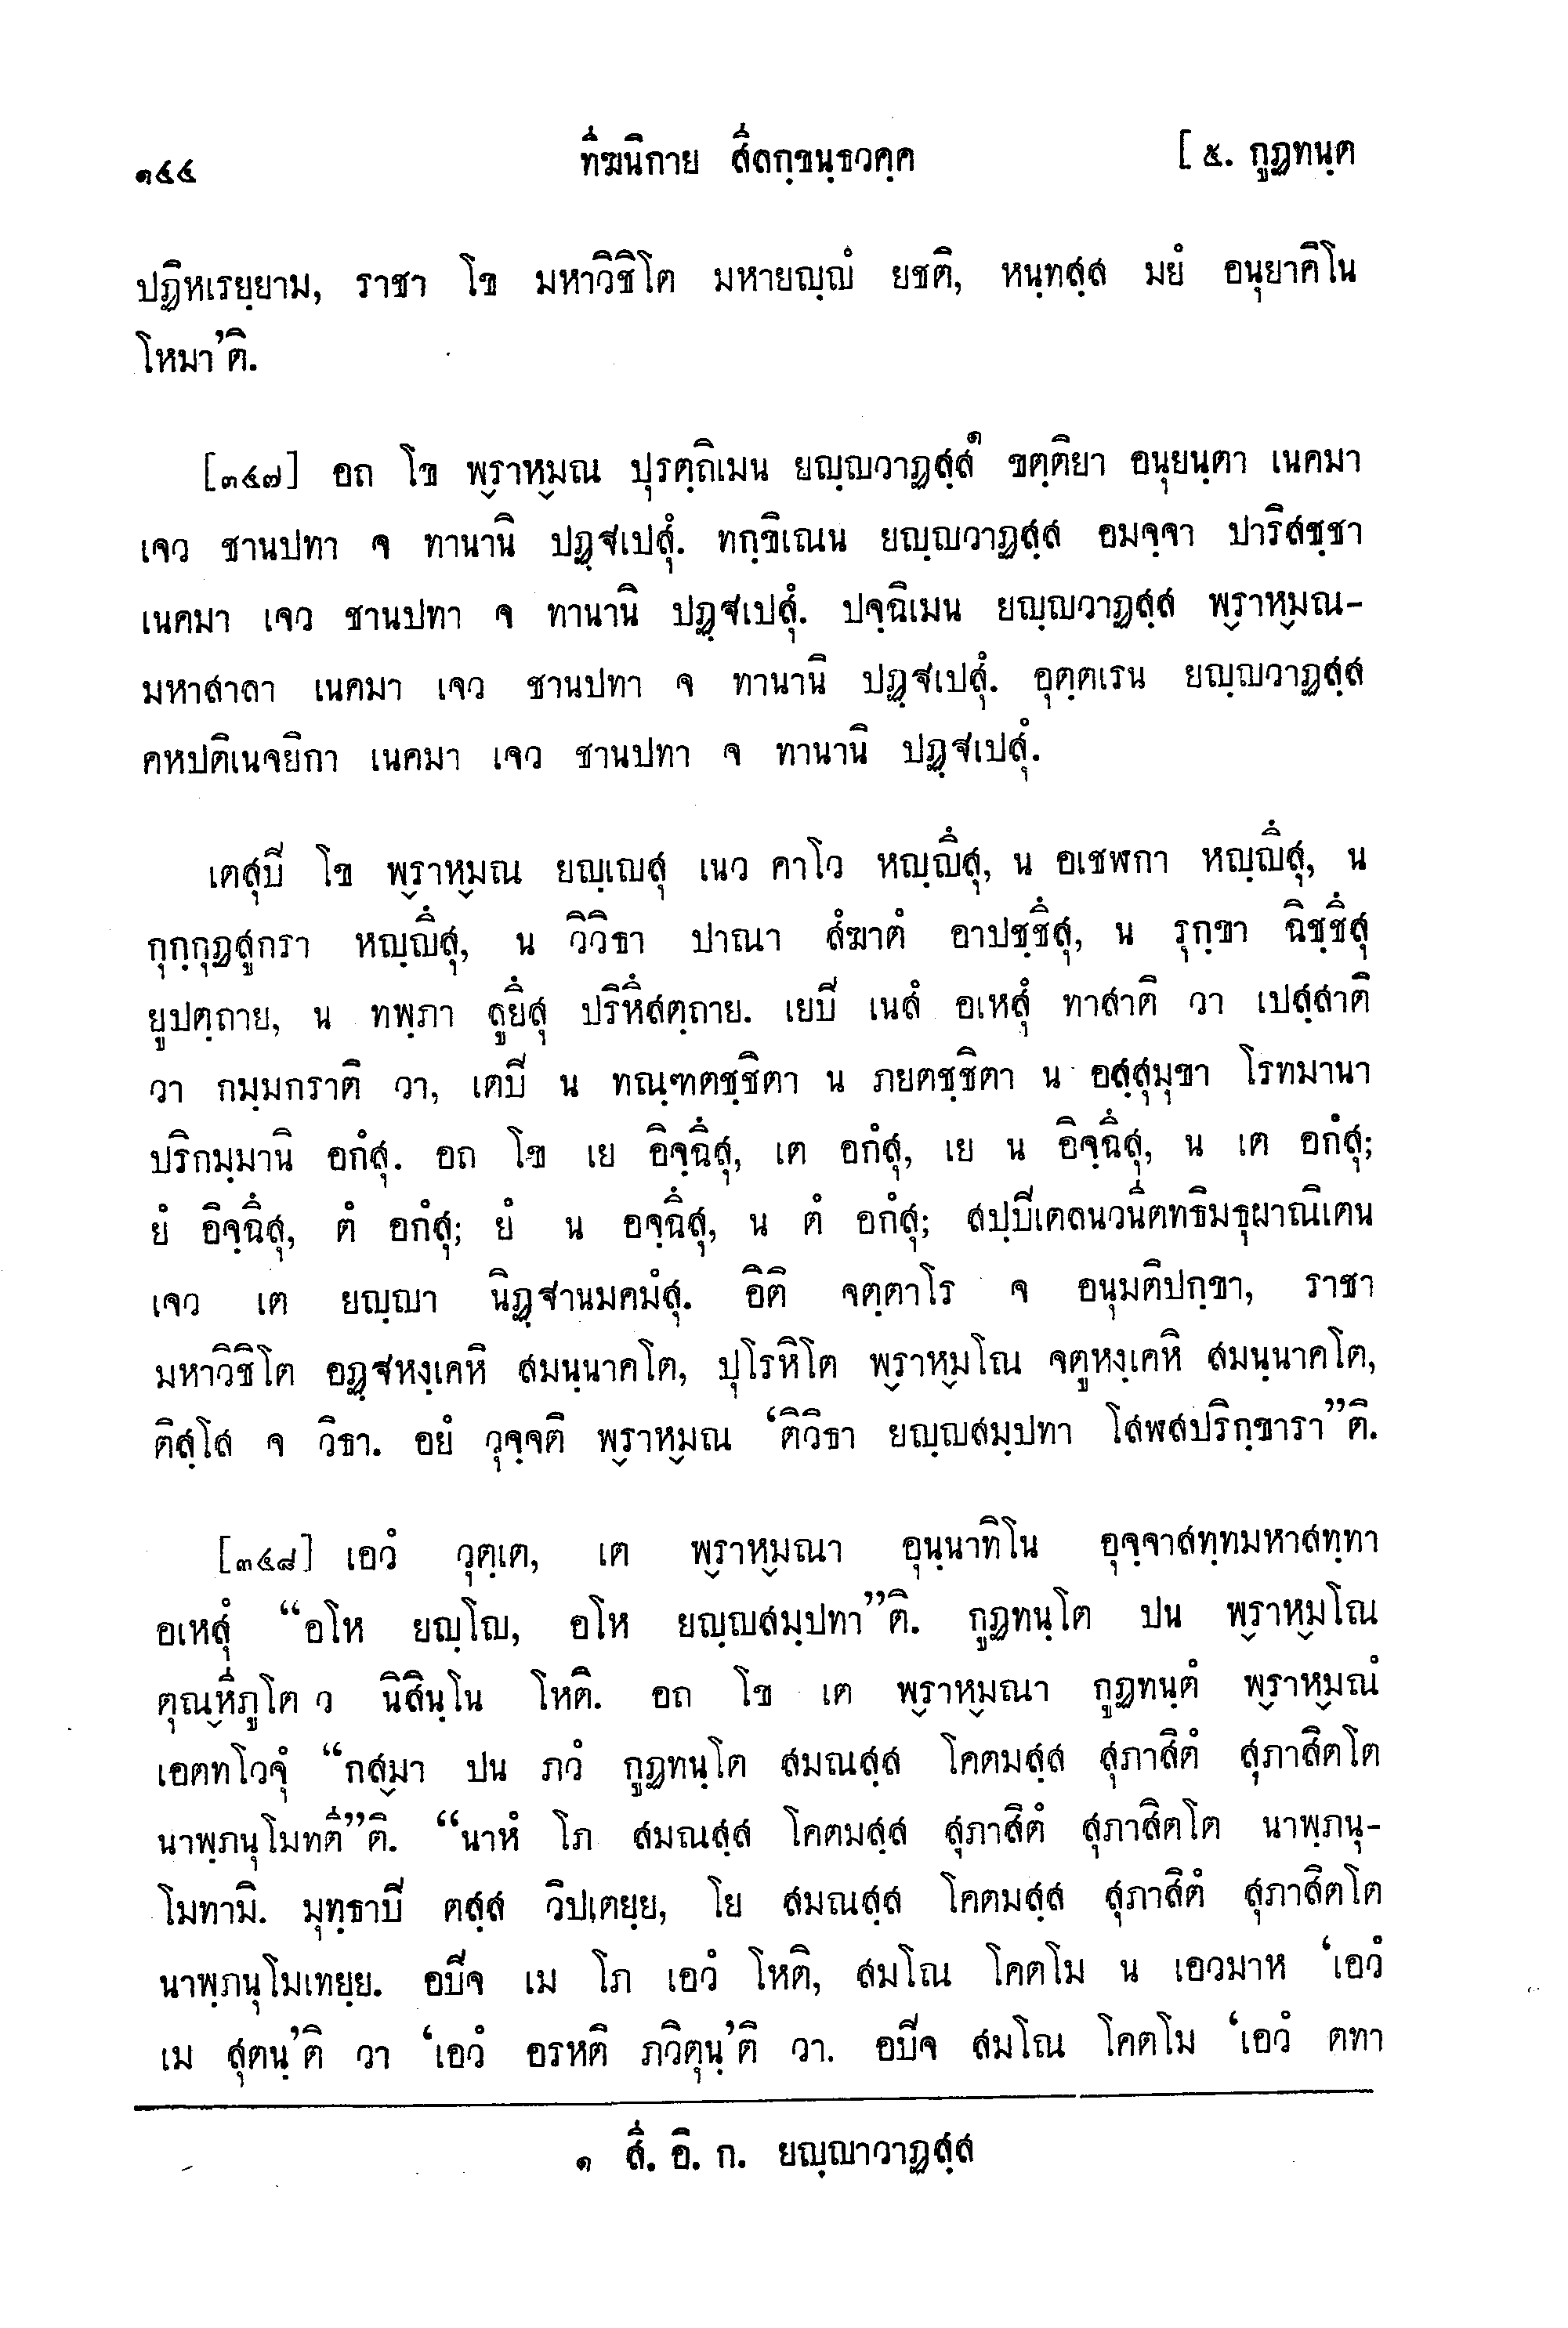 ๑๔๔ ทีฆนิกาย สีลกฺขนฺธวคฺค [ ๕. กูฏทนฺต
ปฏิหเรยฺยาม, ราชา โข มหาวิชิโต มหายญฺญํ ยชติ, หนฺทสฺส มยํ อนุยาคิโน
โหมา’ติ.
[๓๔๗] อถ โข พฺราหฺมณ ปุรตฺถิเมน ยญฺญวาฏสฺส๑ ขตฺติยา อนุยนฺตา เนคมา
เจว ชานปทา จ ทานานิ ปฏฺฐเปสุํ. ทกฺขิเณน ยญฺญวาฏสฺส อมจฺจา ปาริสชฺชา
เนคมา เจว ชานปทา จ ทานานิ ปฏฺฐเปสุํ. ปจฺฉิเมน ยญฺญวาฏสฺส พฺราหฺมณ-
มหาสาลา เนคมา เจว ชานปทา จ ทานานิ ปฏฺฐเปสุํ. อุตฺตเรน ยญฺญวาฏสฺส
คหปติเนจยิกา เนคมา เจว ชานปทา จ ทานานิ ปฏฺฐเปสุํ.
เตสุปิ โข พฺราหฺมณ ยญฺเญสุ เนว คาโว หญฺญึสุ, น อเชฬกา หญฺญึสุ, น
กุกฺกุฏสูกรา หญฺญึสุ, น วิวิธา ปาณา สํฆาตํ อาปชฺชึสุ, น รุกฺขา ฉิชฺชึสุ
ยูปตฺถาย, น ทพฺภา ลูยึสุ ปริหึสตฺถาย. เยปิ เนสํ อเหสุํ ทาสาติ วา เปสฺสาติ
วา กมฺมกราติ วา, เตปิ น ทณฺฑตชฺชิตา น ภยตชฺชิตา น อสฺสุมุขา โรทมานา
ปริกมฺมานิ อกํสุ. อถ โข เย อิจฺฉึสุ, เต อกํสุ, เย น อิจฺฉึสุ, น เต อกํสุ;
ยํ อิจฺฉึสุ, ตํ อกํสุ; ยํ น อจฺฉึสุ, น ตํ อกํสุ; สปฺปิเตลนวนีตทธิมธุผาณิเตน
เจว เต ยญฺญา นิฏฺฐานมคมํสุ. อิติ จตฺตาโร จ อนุมติปกฺขา, ราชา
มหาวิชิโต อฏฺฐหงฺเคหิ สมนฺนาคโต, ปุโรหิโต พฺราหฺมโณ จตูหงฺเคหิ สมนฺนาคโต,
ติสฺโส จ วิธา. อยํ วุจฺจติ พฺราหฺมณ ‘ติวิธา ยญฺญสมฺปทา โสฬสปริกฺขารา”ติ.
[๓๔๘] เอวํ วุตฺเต, เต พฺราหฺมณา อุนฺนาทิโน อุจฺจาสทฺทมหาสทฺทา
อเหสุํ “อโห ยญฺโญ, อโห ยญฺญสมฺปทา”ติ. กูฏทนฺโต ปน พฺราหฺมโณ
ตุณฺหีภูโต ว นิสินฺโน โหติ. อถ โข เต พฺราหฺมณา กูฏทนฺตํ พฺราหฺมณํ
เอตทโวจุํ “กสฺมา ปน ภวํ กูฏทนฺโต สมณสฺส โคตมสฺส สุภาสิตํ สุภาสิตโต
นาพฺภนุโมทตี”ติ. “นาหํ โภ สมณสฺส โคตมสฺส สุภาสิตํ สุภาสิตโต นาพฺภนุ-
โมทามิ. มุทฺธาปิ ตสฺส วิปเตยฺย, โย สมณสฺส โคตมสฺส สุภาสิตํ สุภาสิตโต
นาพฺภนุโมเทยฺย. อปิจ เม โภ เอวํ โหติ, สมโณ โคตโม น เอวมาห ‘เอวํ
เม สุตนฺ’ติ วา ‘เอวํ อรหติ ภวิตุนฺ’ติ วา. อปิจ สมโณ โคตโม ‘เอวํ ตทา
๑ สี. อิ. ก. ยญฺญาวาฏสฺส